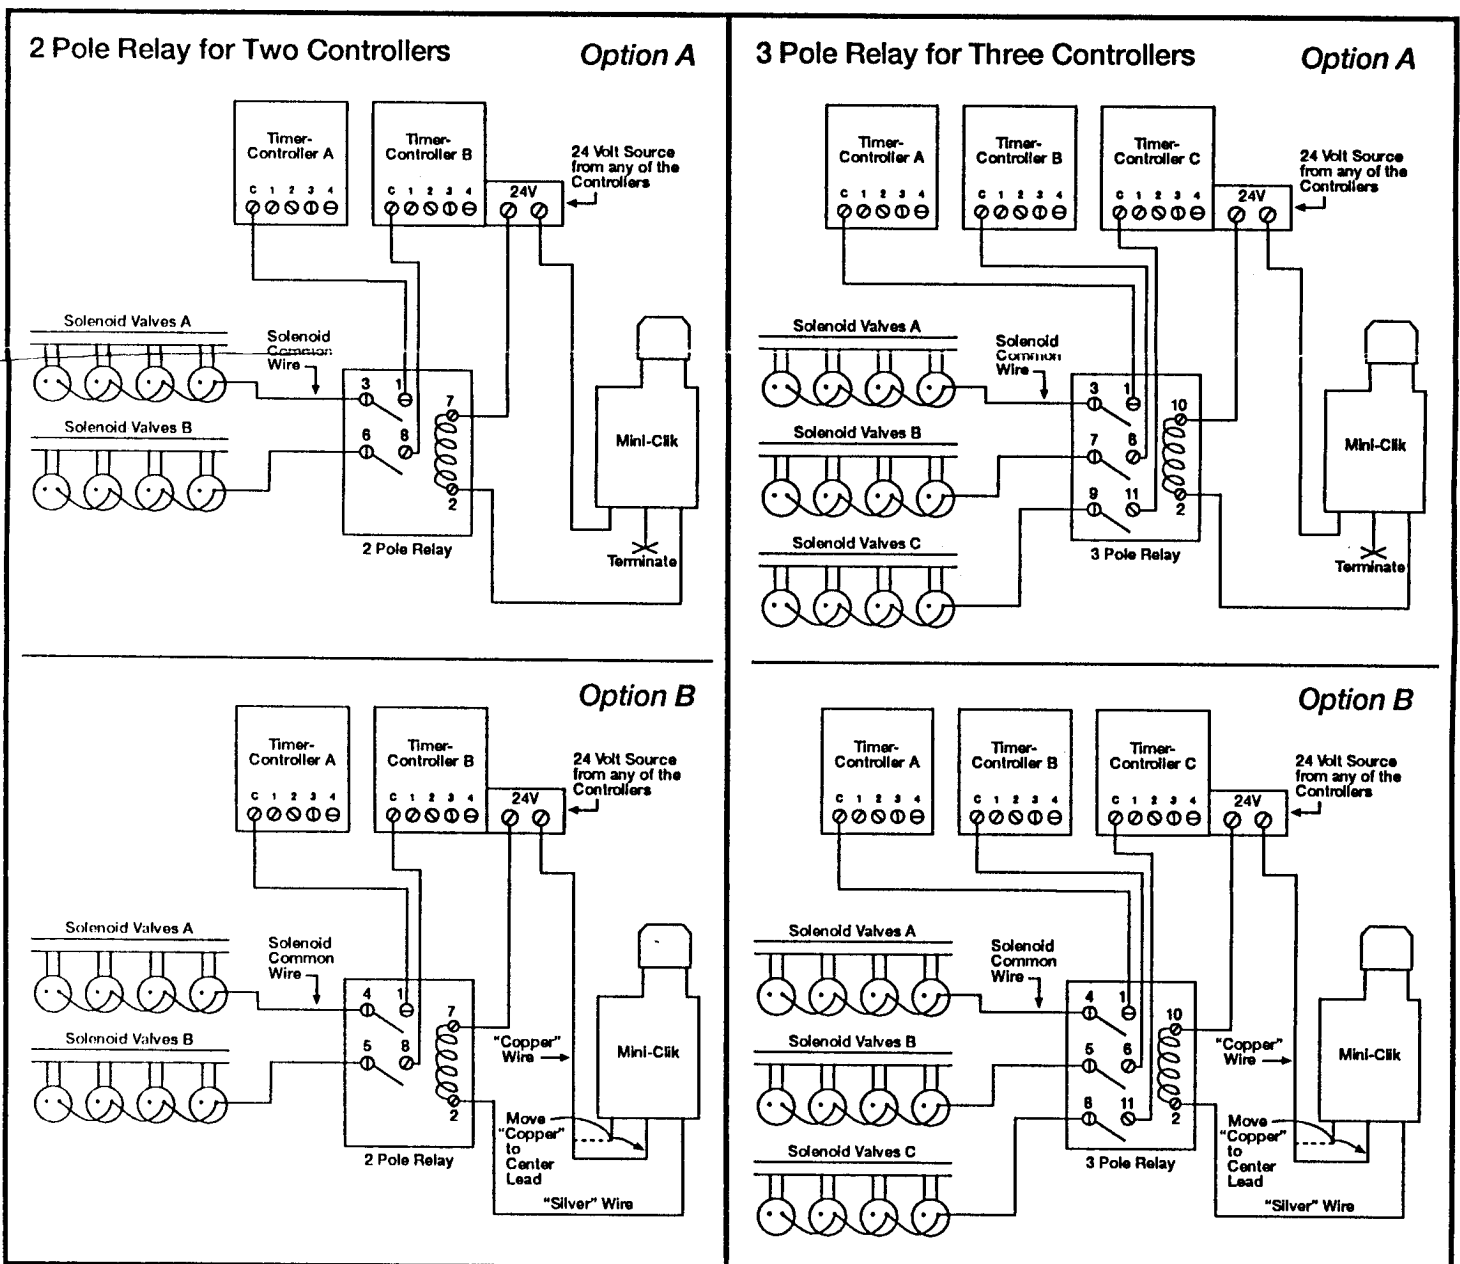 2 Pole Relay for Two Controllers
Option A
Timer-
Controller A
C 1 2 3 4
Timer-
Controller B
C 1 2 3 4
24V
24 Volt Source
from any of the
Controllers
Solenoid Valves A
Solenoid
Common
Wire
Solenoid Valves B
3 1
6 8
7
2
2 Pole Relay
Mini-Clik
Terminate
3 Pole Relay for Three Controllers
Option A
Timer-
Controller A
C 1 2 3 4
Timer-
Controller B
C 1 2 3 4
Timer-
Controller C
C 1 2 3 4
24V
24 Volt Source
from any of the
Controllers
Solenoid Valves A
Solenoid
Common
Wire
Solenoid Valves B
Solenoid Valves C
3 1
7 6
9 11
10
2
3 Pole Relay
Mini-Clik
Terminate
Option B
Timer-
Controller A
C 1 2 3 4
Timer-
Controller B
C 1 2 3 4
24V
24 Volt Source
from any of the
Controllers
Solenoid Valves A
Solenoid
Common
Wire
Solenoid Valves B
4 1
5 8
7
2
2 Pole Relay
"Copper"
Wire
Mini-Clik
Move
"Copper"
to
Center
Lead
"Silver" Wire
Option B
Timer-
Controller A
C 1 2 3 4
Timer-
Controller B
C 1 2 3 4
Timer-
Controller C
C 1 2 3 4
24V
24 Volt Source
from any of the
Controllers
Solenoid Valves A
Solenoid
Common
Wire
Solenoid Valves B
Solenoid Valves C
4 1
5 6
8 11
10
2
3 Pole Relay
"Copper"
Wire
Mini-Clik
Move
"Copper"
to
Center
Lead
"Silver" Wire